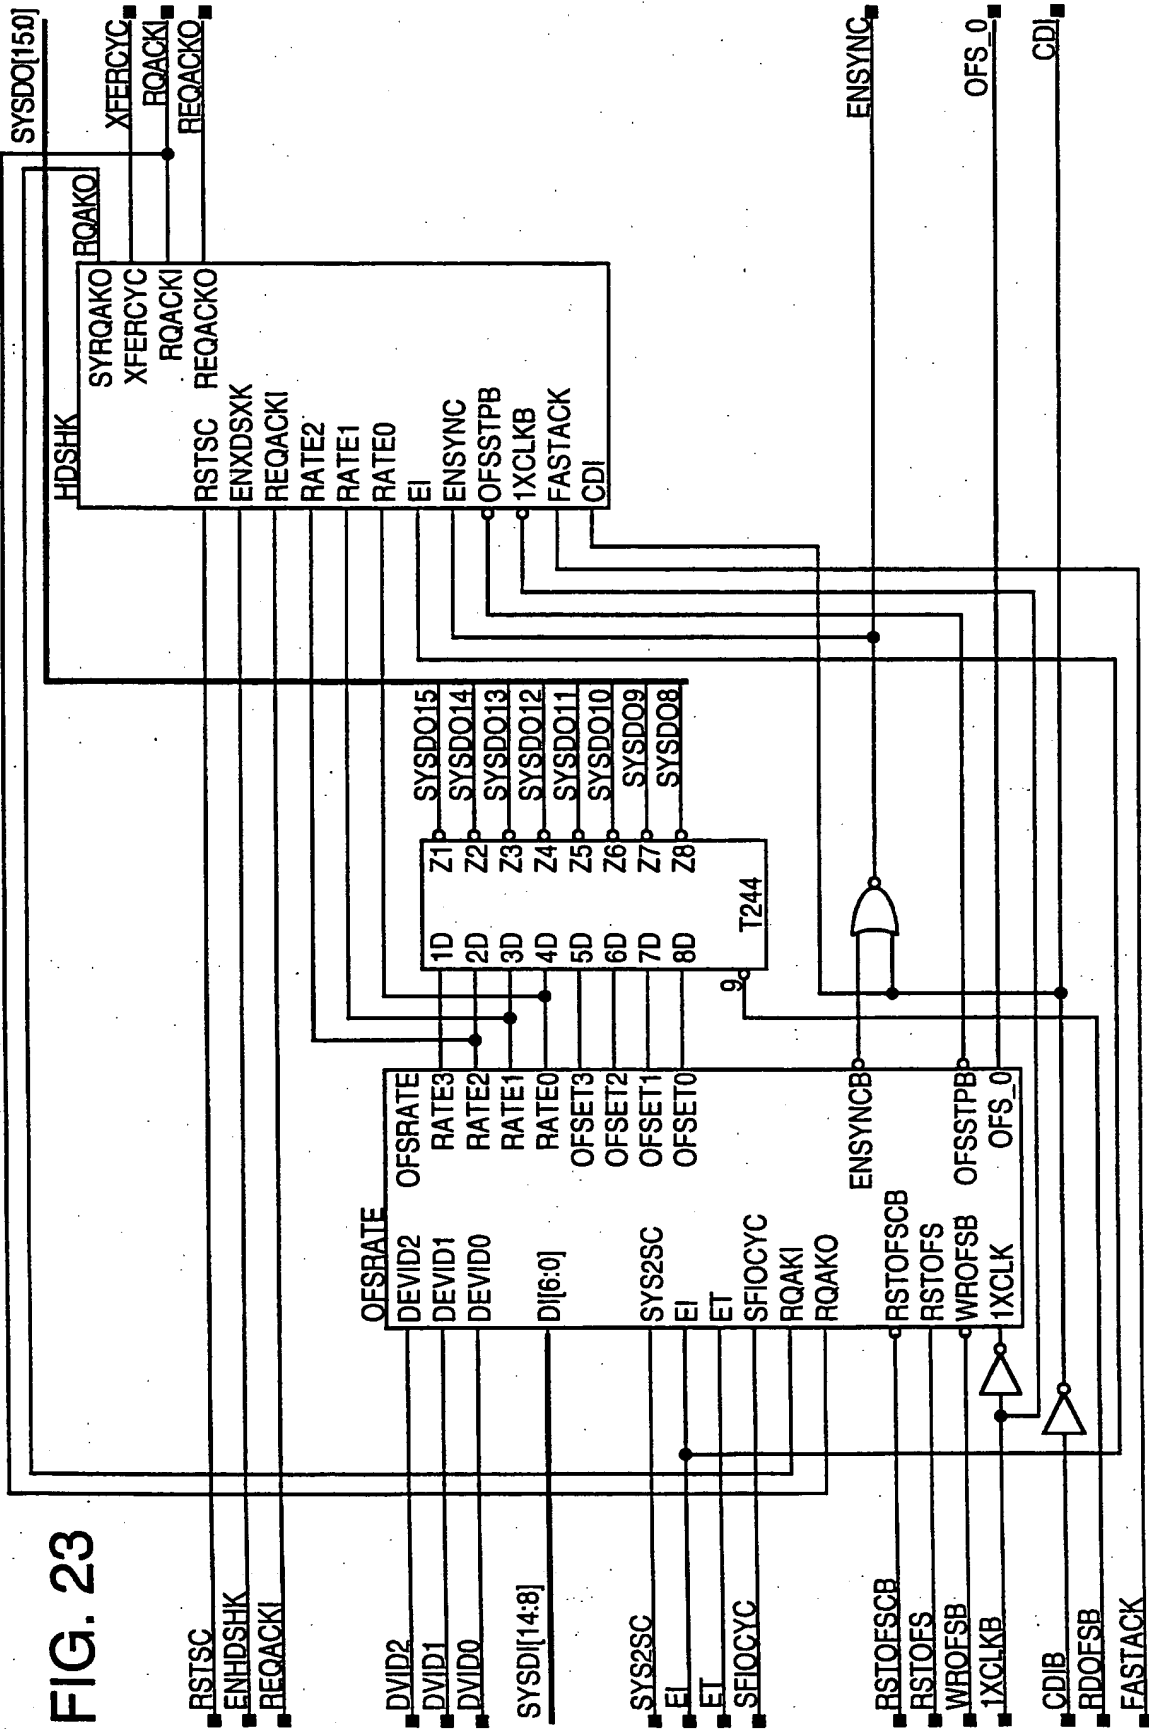 FIG. 23
RSTSC
ENHDSHK
REQACKI
DVID2
DVID1
DVID0
SYSDI[14:8]
SYS2SC
EI
ET
SFIOCYC
RSTOFSCB
RSTOFS
WROFSB
1XCLKB
CDIB
RDOFSB
FASTACK
OFSRATE
DEVID2
DEVID1
DEVID0
DI[6:0]
SYS2SC
EI
ET
SFIOCYC
RQAKI
RQAKO
RSTOFSCB
RSTOFS
WROFSB
1XCLK
OFSRATE
RATE3
RATE2
RATE1
RATE0
OFSET3
OFSET2
OFSET1
OFSET0
ENSYNCB
OFSSTPB
OFS_0
1D
2D
3D
4D
5D
6D
7D
8D
9
T244
Z1
Z2
Z3
Z4
Z5
Z6
Z7
Z8
SYSDO15
SYSDO14
SYSDO13
SYSDO12
SYSDO11
SYSDO10
SYSDO9
SYSDO8
HDSHK
RSTSC
ENXDSXK
REQACKI
RATE2
RATE1
RATE0
EI
ENSYNC
OFSSTPB
1XCLKB
FASTACK
CDI
SYRQAKO
XFERCYC
RQACKI
REQACKO
RQAKO
SYSDO[15:0]
XFERCYC
RQACKI
REQACKO
ENSYNC
OFS_0
CDI